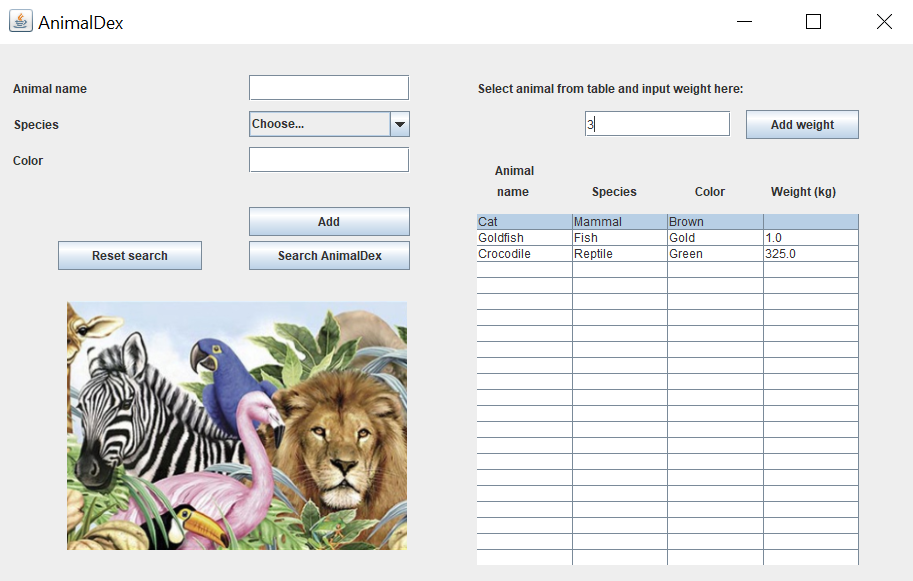 AnimalDex
Animal name
Species
Choose...
Color
Add
Reset search
Search AnimalDex
Select animal from table and input weight here:
3
Add weight
Animal
name
Species
Color
Weight (kg)
Cat Mammal Brown
Goldfish Fish Gold 1.0
Crocodile Reptile Green 325.0